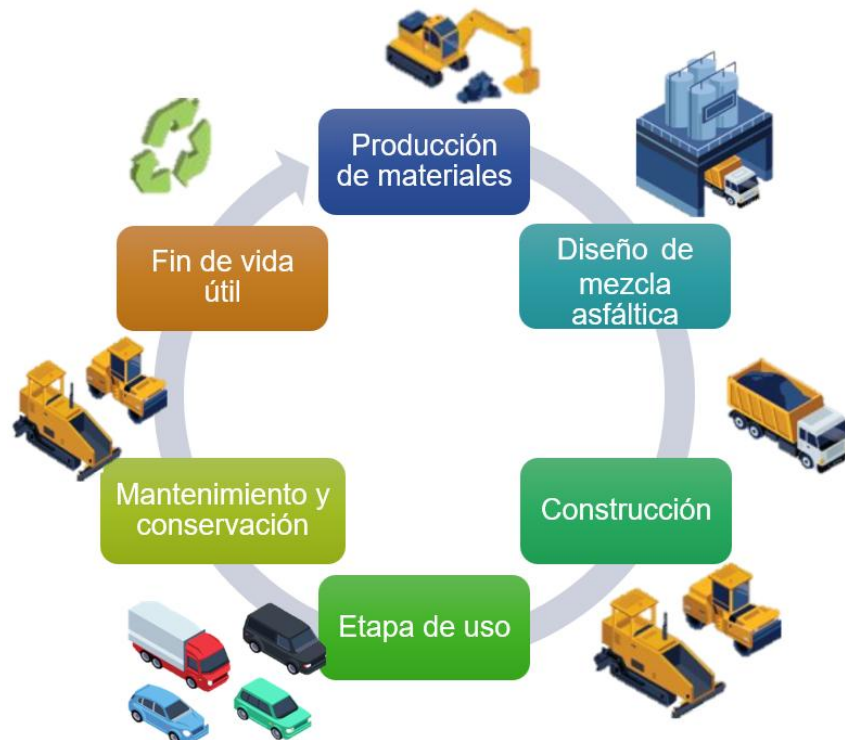 Producción
de materiales
Diseño de
mezcla
asfáltica
Construcción
Etapa de uso
Mantenimiento y
conservación
Fin de vida
útil